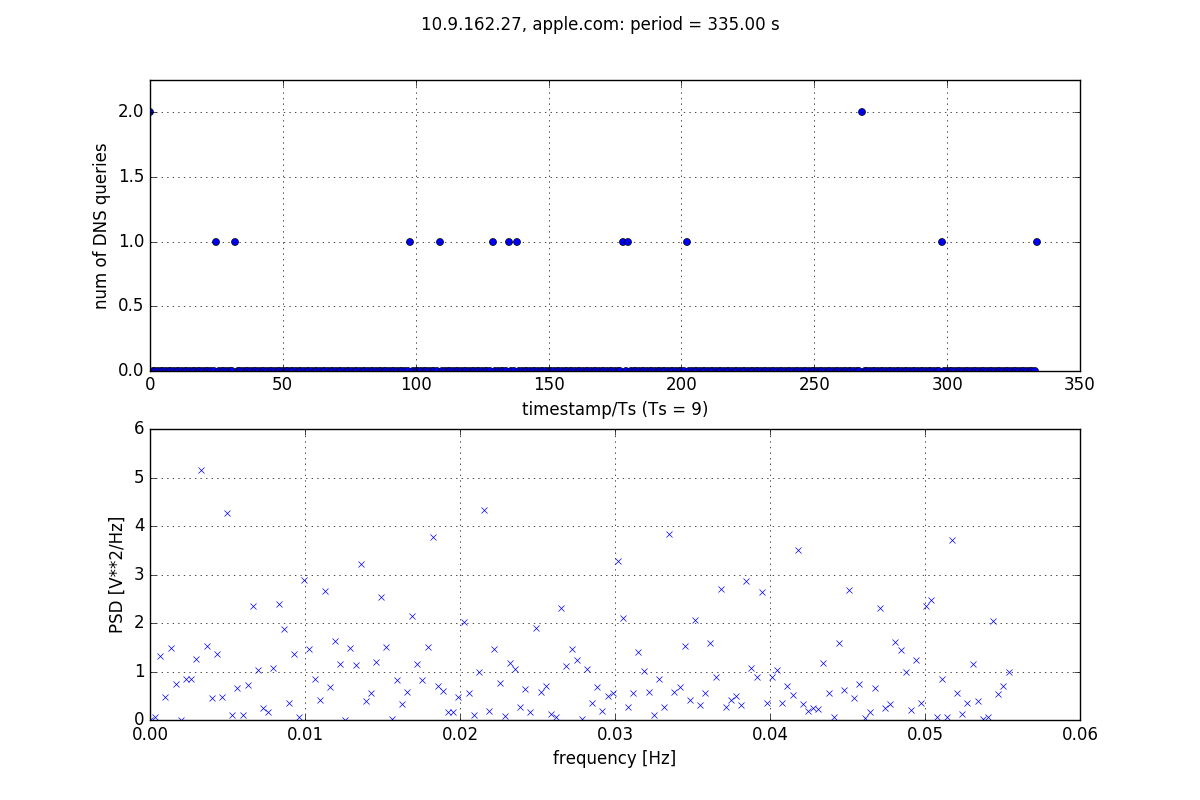 10.9.162.27, apple.com: period = 335.00 s
num of DNS queries
2.0
1.5
1.0
0.5
0.0
0 50 100 150 200 250 300 350
timestamp/Ts (Ts = 9)
PSD [V**2/Hz]
6
5
4
3
2
1
0
0.00 0.01 0.02 0.03 0.04 0.05 0.06
frequency [Hz]